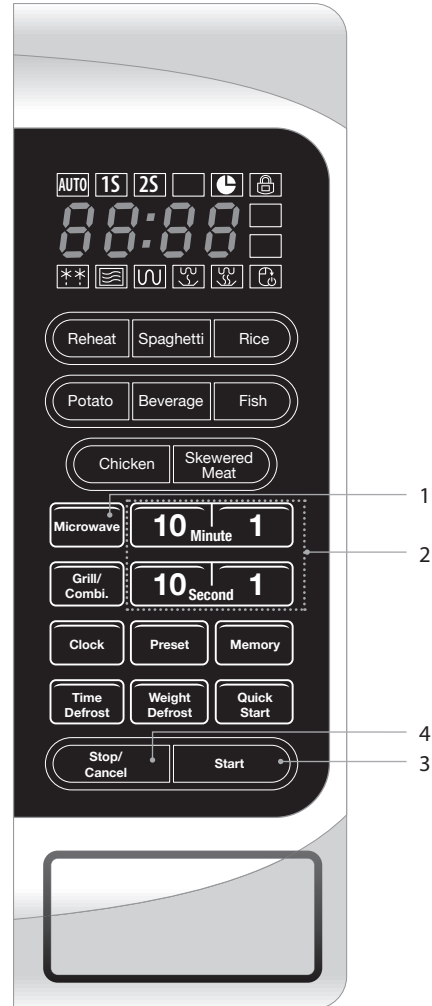 AUTO 1S 2S
88:88
Reheat Spaghetti Rice
Potato Beverage Fish
Chicken Skewered
Meat
Microwave 10 Minute 1
1
2
Grill/
Combi. 10 Second 1
Clock Preset Memory
Time
Defrost Weight
Defrost Quick
Start
4
Stop/
Cancel Start
3